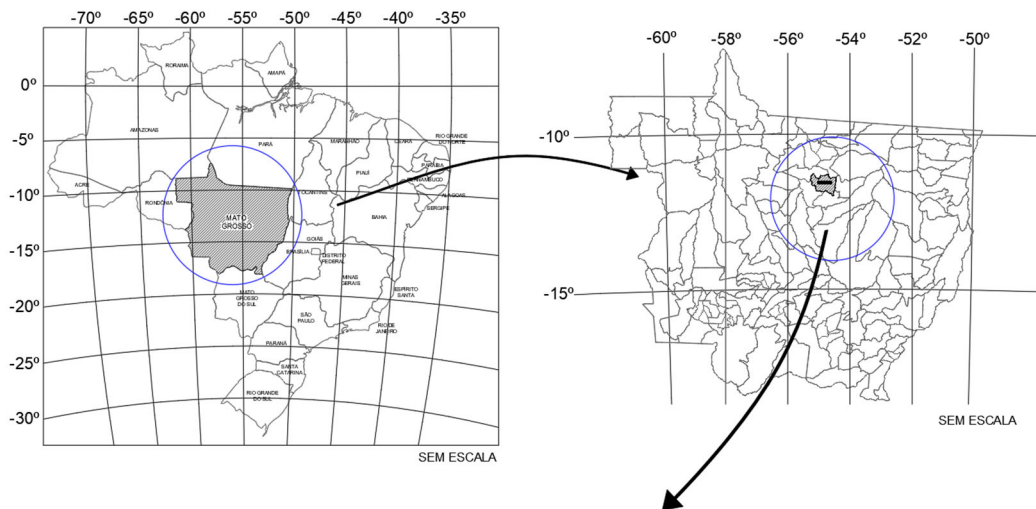 -70º -65º -60º -55º -50º -45º -40º -35º
RORAIMA
AMAPÁ
0º
AMAZONAS
-5º
PARÁ
MARANHÃO
CEARA
RIO GRANDE
DO NORTE
PARAÍBA
PIAUÍ
PERNAMBUCO
ACRE
-10º
TOCANTINS
ALAGOAS
RONDÔNIA
SERGIPE
MATO
GROSSO
BAHIA
-15º
GOIÁS
BRASÍLIA
DISTRITO
FEDERAL
MINAS
GERAIS
MATO
GROSSO
DO SUL
ESPÍRITO
SANTA
-20º
SÃO
PAULO
RIO DE
JANEIRO
-25º
PARANÁ
SANTA
CATARINA
-30º
RIO GRANDE
DO SUL
SEM ESCALA
-60º -58º -56º -54º -52º -50º
-10º
-15º
SEM ESCALA